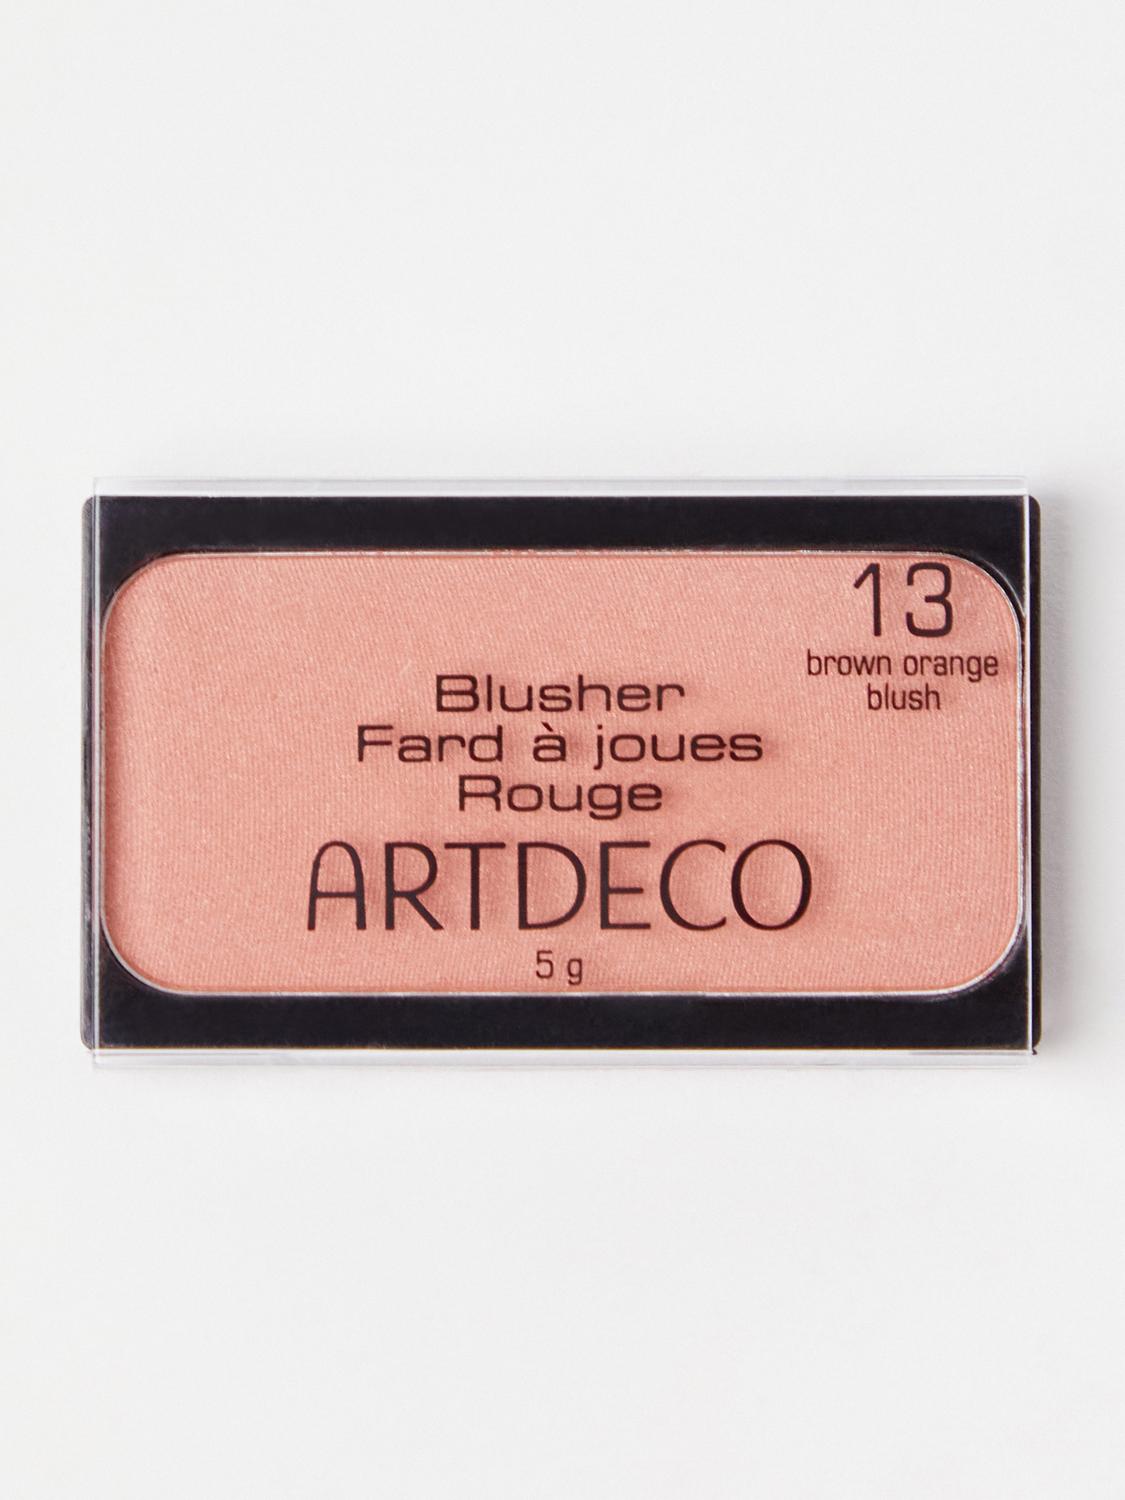 13
brown orange
blush
Blusher
Fard à joues
Rouge
ARTDECO
5 g